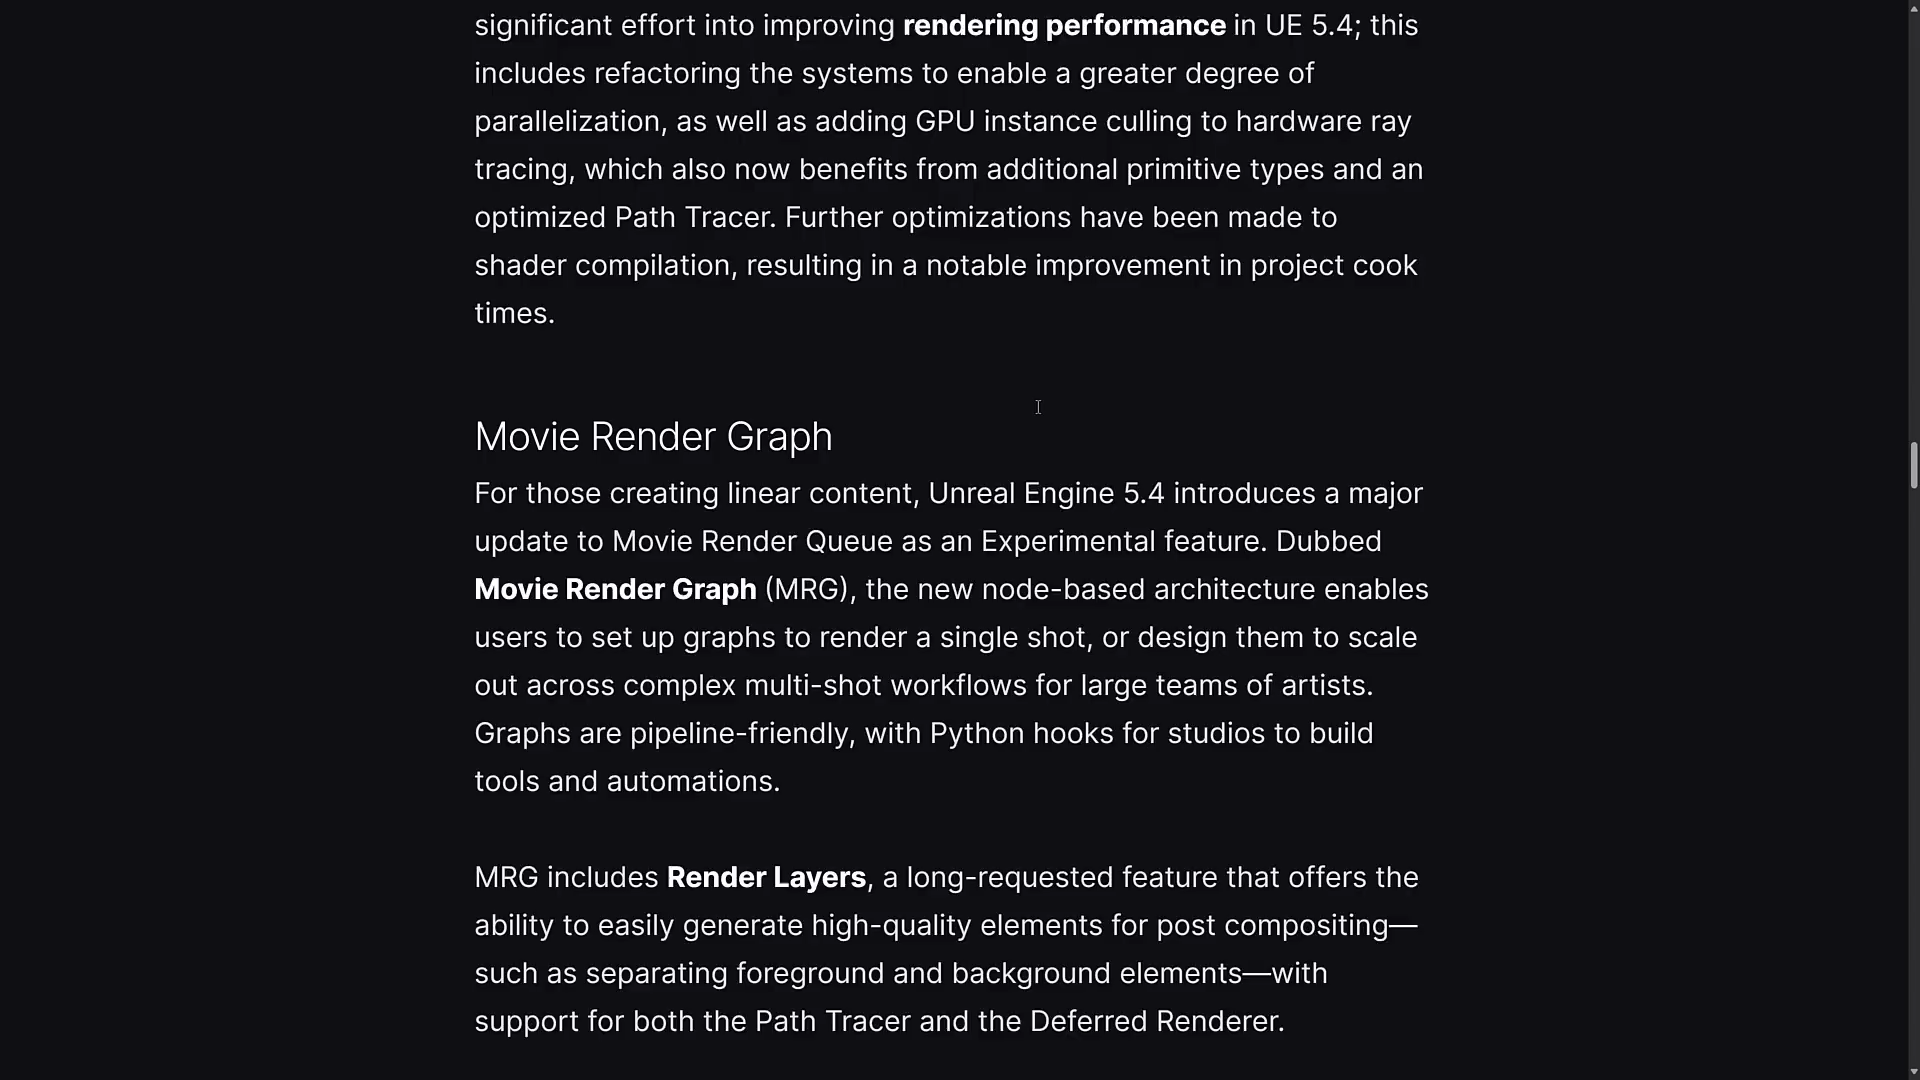 significant effort into improving rendering performance in UE 5.4; this
includes refactoring the systems to enable a greater degree of
parallelization, as well as adding GPU instance culling to hardware ray
tracing, which also now benefits from additional primitive types and an
optimized Path Tracer. Further optimizations have been made to
shader compilation, resulting in a notable improvement in project cook
times.
Movie Render Graph
For those creating linear content, Unreal Engine 5.4 introduces a major
update to Movie Render Queue as an Experimental feature. Dubbed
Movie Render Graph (MRG), the new node-based architecture enables
users to set up graphs to render a single shot, or design them to scale
out across complex multi-shot workflows for large teams of artists.
Graphs are pipeline-friendly, with Python hooks for studios to build
tools and automations.
MRG includes Render Layers, a long-requested feature that offers the
ability to easily generate high-quality elements for post compositing—
such as separating foreground and background elements—with
support for both the Path Tracer and the Deferred Renderer.